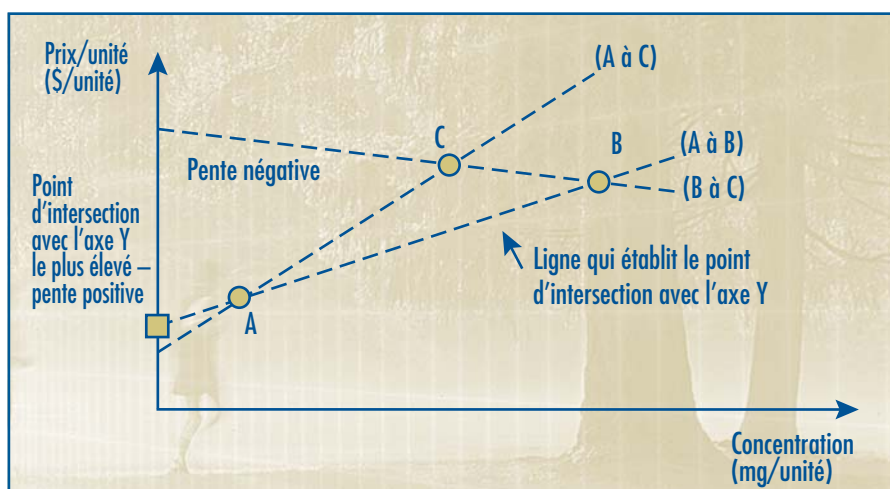 Prix/unité
($/unité)
(A à C)
C
B
(A à B)
Pente négative
(B à C)
Point
d'intersection
avec l'axe Y
le plus élevé –
pente positive
Ligne qui établit le point
d'intersection avec l'axe Y
A
Concentration
(mg/unité)